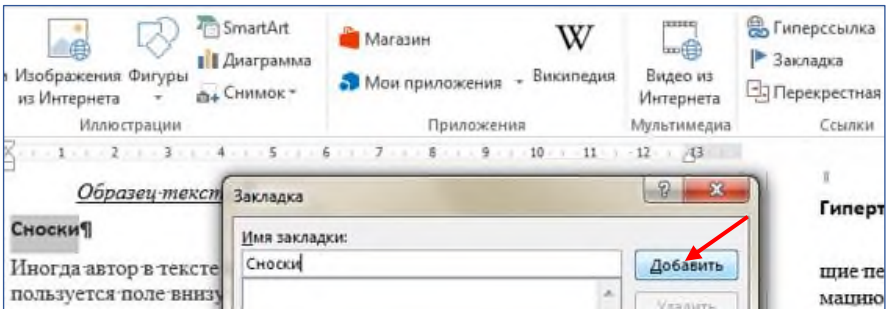 SmartArt
Магазин
W
Гиперссылка
Изображения Фигуры
из Интернета
Диаграмма
Снимок
Мои приложения
Википедия
Видео из
Интернета
Закладка
Перекрестная
Иллюстрации
Приложения
Мультимедиа
Ссылки
1 2 3 4 5 6 7 8 9 10 11 12 13
Образец·текст
Закладка
?
Сноски¶
Имя закладки:
Сноски
Добавить
Удалить
Иногда·автор·в·тексте
пользуется·поле·внизу
¶
Гиперт
щие·пе
мацию